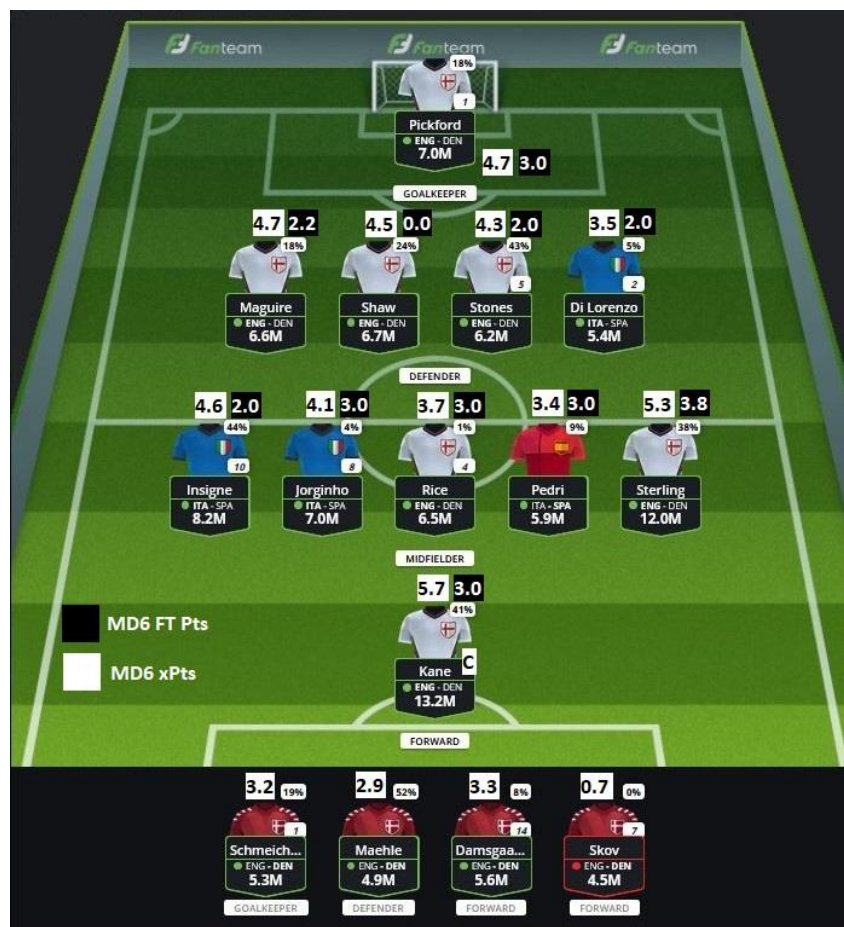 Fanteam Fanteam Fanteam
18%
1
Pickford
ENG - DEN
7.0M
4.7 3.0
GOALKEEPER
4.7 2.2 4.5 0.0 4.3 2.0 3.5 2.0
18% 24% 43% 5%
5 2
Maguire Shaw Stones Di Lorenzo
ENG - DEN ENG - DEN ENG - DEN ITA - SPA
6.6M 6.7M 6.2M 5.4M
DEFENDER
4.6 2.0 4.1 3.0 3.7 3.0 3.4 3.0 5.3 3.8
44% 4% 1% 9% 38%
10 8 4
Insigne Jorginho Rice Pedri Sterling
ITA - SPA ITA - SPA ENG - DEN ITA - SPA ENG - DEN
8.2M 7.0M 6.5M 5.9M 12.0M
MIDFIELDER
5.7 3.0
41%
MD6 FT Pts
C
Kane
MD6 xPts
ENG - DEN
13.2M
FORWARD
3.2 19% 2.9 52% 3.3 8% 0.7 0%
1 14 7
Schmeich... Maehle Damsgaa... Skov
ENG - DEN ENG - DEN ENG - DEN ENG - DEN
5.3M 4.9M 5.6M 4.5M
GOALKEEPER DEFENDER FORWARD FORWARD